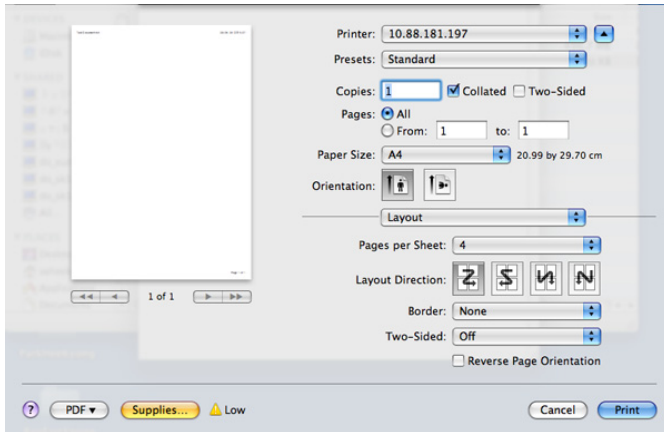 Printer: 10.88.181.197
Presets: Standard
Copies: 1 Collated Two-Sided
Pages: All
From: 1 to: 1
Paper Size: A4 20.99 by 29.70 cm
Orientation:
Layout
Pages per Sheet: 4
Layout Direction:
1 of 1
Border: None
Two-Sided: Off
Reverse Page Orientation
? PDF Supplies... Low Cancel Print